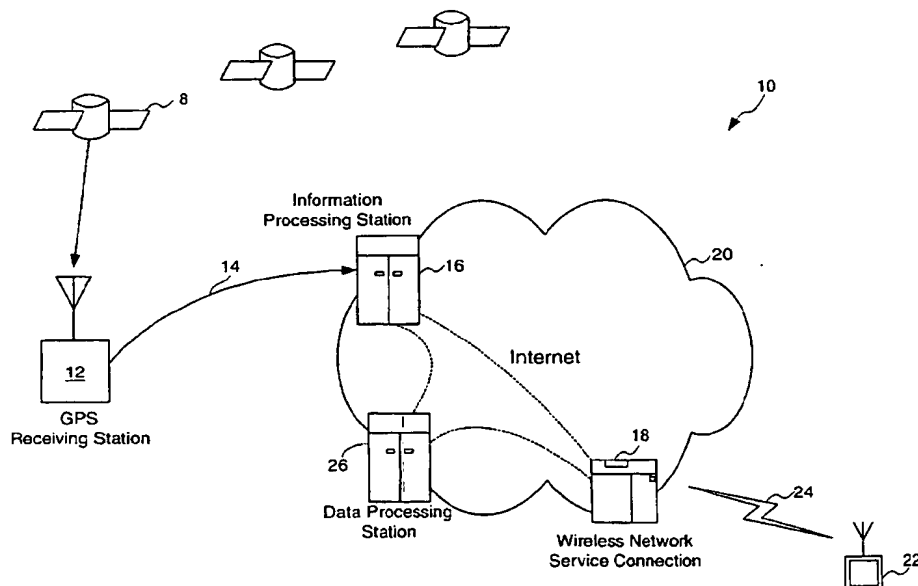 8
10
Information
Processing Station
14
16
20
12
Internet
GPS
Receiving Station
18
26
24
Data Processing
Station
Wireless Network
Service Connection
22